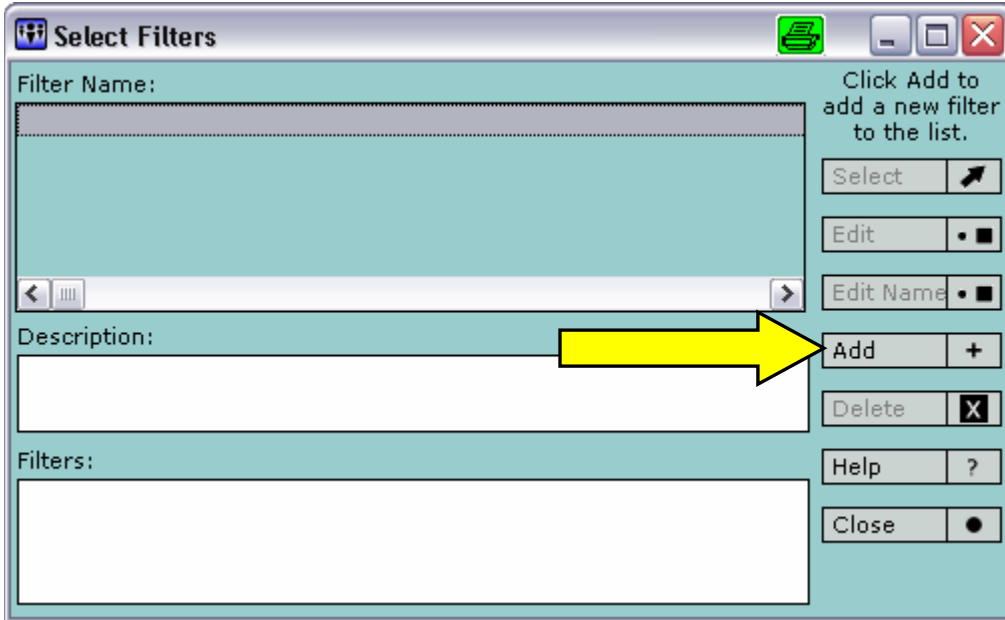 Select Filters
Filter Name:
Click Add to
add a new filter
to the list.
Select
Edit
Edit Name
Description:
Add +
Delete X
Filters:
Help ?
Close